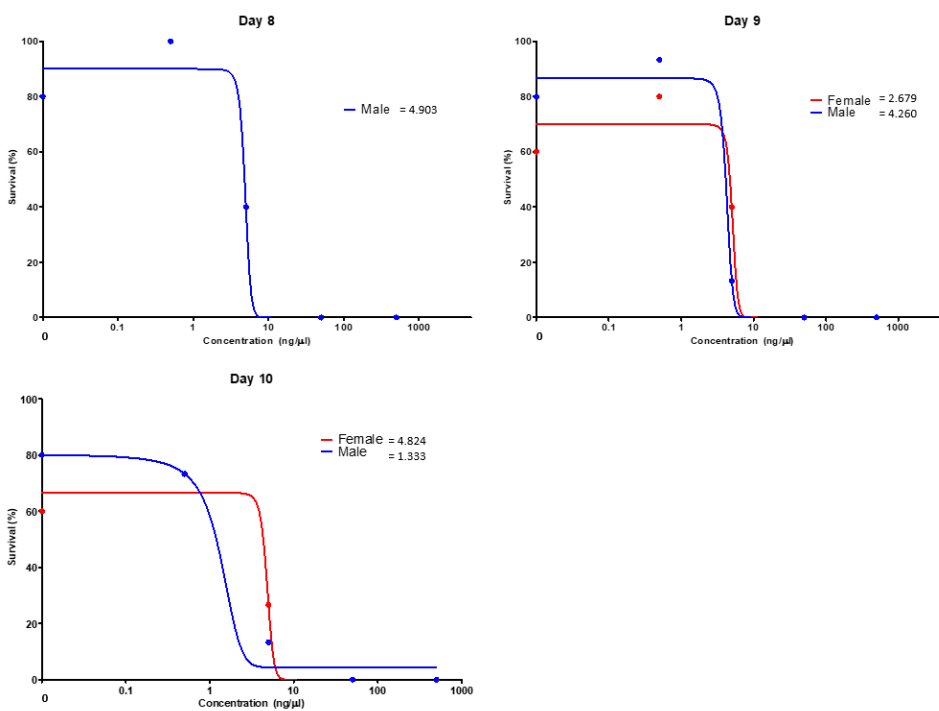 Day 8
100
80
60
40
20
0
Survival (%)
Male = 4.903
0
0.1
1
10
100
1000
Concentration (ng/µl)
Day 9
100
80
60
40
20
0
Survival (%)
Female = 2.679
Male = 4.260
0
0.1
1
10
100
1000
Concentration (ng/µl)
Day 10
100
80
60
40
20
0
Survival (%)
Female = 4.824
Male = 1.333
0
0.1
1
10
100
1000
Concentration (ng/µl)